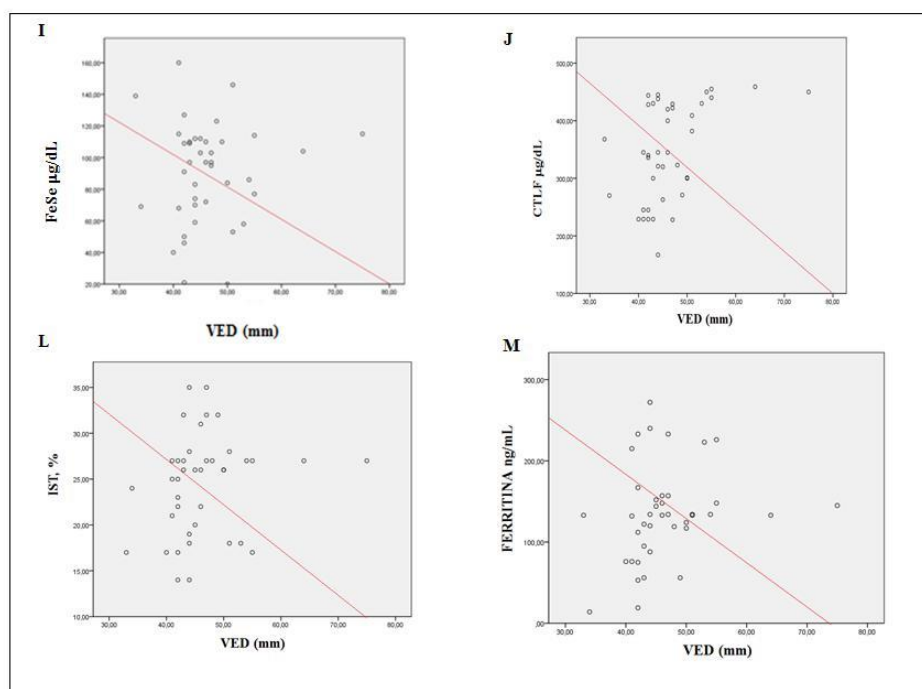 I
FeSe µg/dL
160,00
140,00
120,00
100,00
80,00
60,00
40,00
20,00
30,00 40,00 50,00 60,00 70,00 80,00
VED (mm)
J
CTLF µg/dL
500,00
400,00
300,00
200,00
100,00
30,00 40,00 50,00 60,00 70,00 80,00
VED (mm)
L
IST, %
35,00
30,00
25,00
20,00
15,00
10,00
30,00 40,00 50,00 60,00 70,00 80,00
VED (mm)
M
FERRITINA ng/mL
300,00
200,00
100,00
,00
30,00 40,00 50,00 60,00 70,00 80,00
VED (mm)